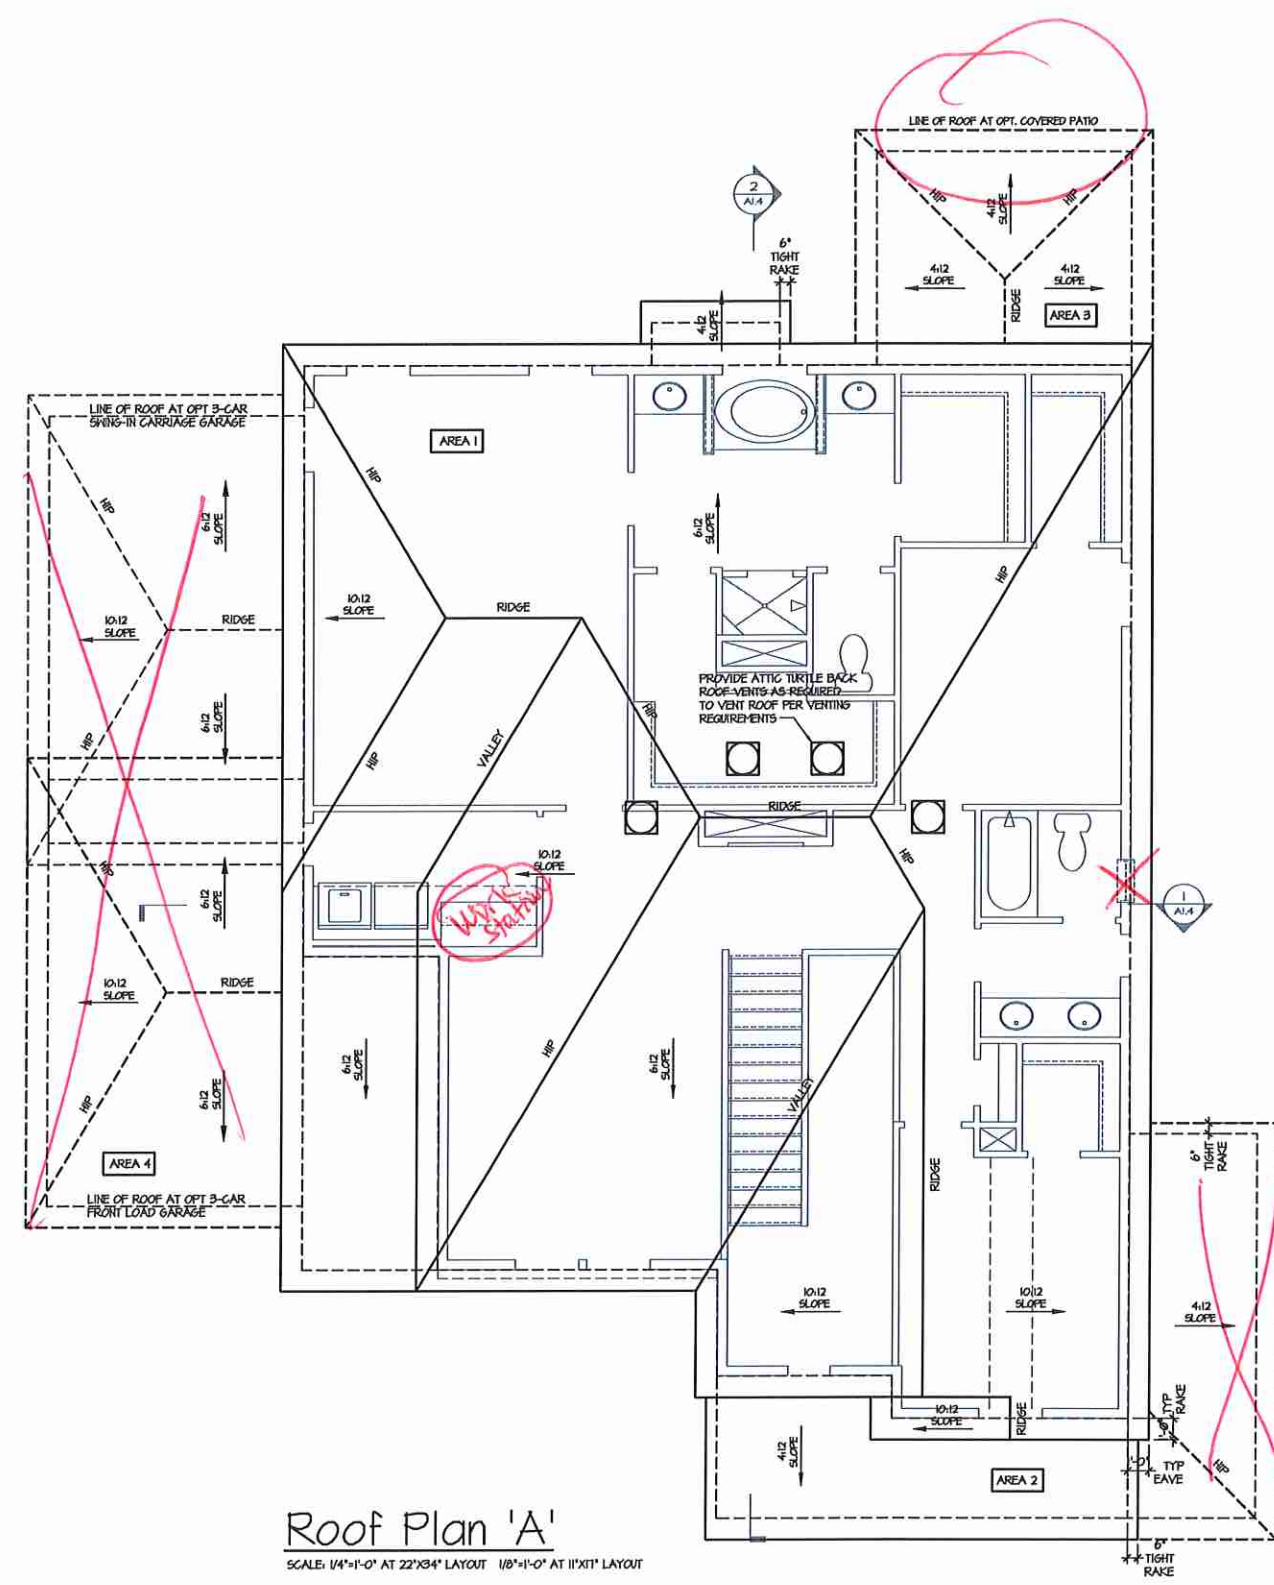 LINE OF ROOF AT OPT. COVERED PATIO
2
A1.4
HIP
HIP
4:12
SLOPE
6"
TIGHT
RAKE
4:12
SLOPE
4:12
SLOPE
RIDGE
AREA 3
4:12
SLOPE
LINE OF ROOF AT OPT 3-CAR
SWING-IN CARRIAGE GARAGE
AREA 1
HIP
HIP
6:12
SLOPE
6:12
SLOPE
HIP
10:12
SLOPE
RIDGE
10:12
SLOPE
RIDGE
PROVIDE ATTIC TURTLE BACK
ROOF VENTS AS REQUIRED
TO VENT ROOF PER VENTING
REQUIREMENTS
HIP
6:12
SLOPE
HIP
HIP
VALLEY
RIDGE
10:12
SLOPE
HIP
HIP
Work
Station
6:12
SLOPE
1
A1.4
10:12
SLOPE
RIDGE
HIP
6:12
SLOPE
6:12
SLOPE
HIP
6:12
SLOPE
VALLEY
AREA 4
RIDGE
6"
TIGHT
RAKE
LINE OF ROOF AT OPT 3-CAR
FRONT LOAD GARAGE
10:12
SLOPE
10:12
SLOPE
4:12
SLOPE
10:12
SLOPE
RIDGE
1'-0" TYP
RAKE
4:12
SLOPE
AREA 2
1'-0"
TYP
EAVE
HIP
Roof Plan 'A'
SCALE: 1/4"=1'-0" AT 22"X34" LAYOUT 1/8"=1'-0" AT 11"X17" LAYOUT
6"
TIGHT
RAKE